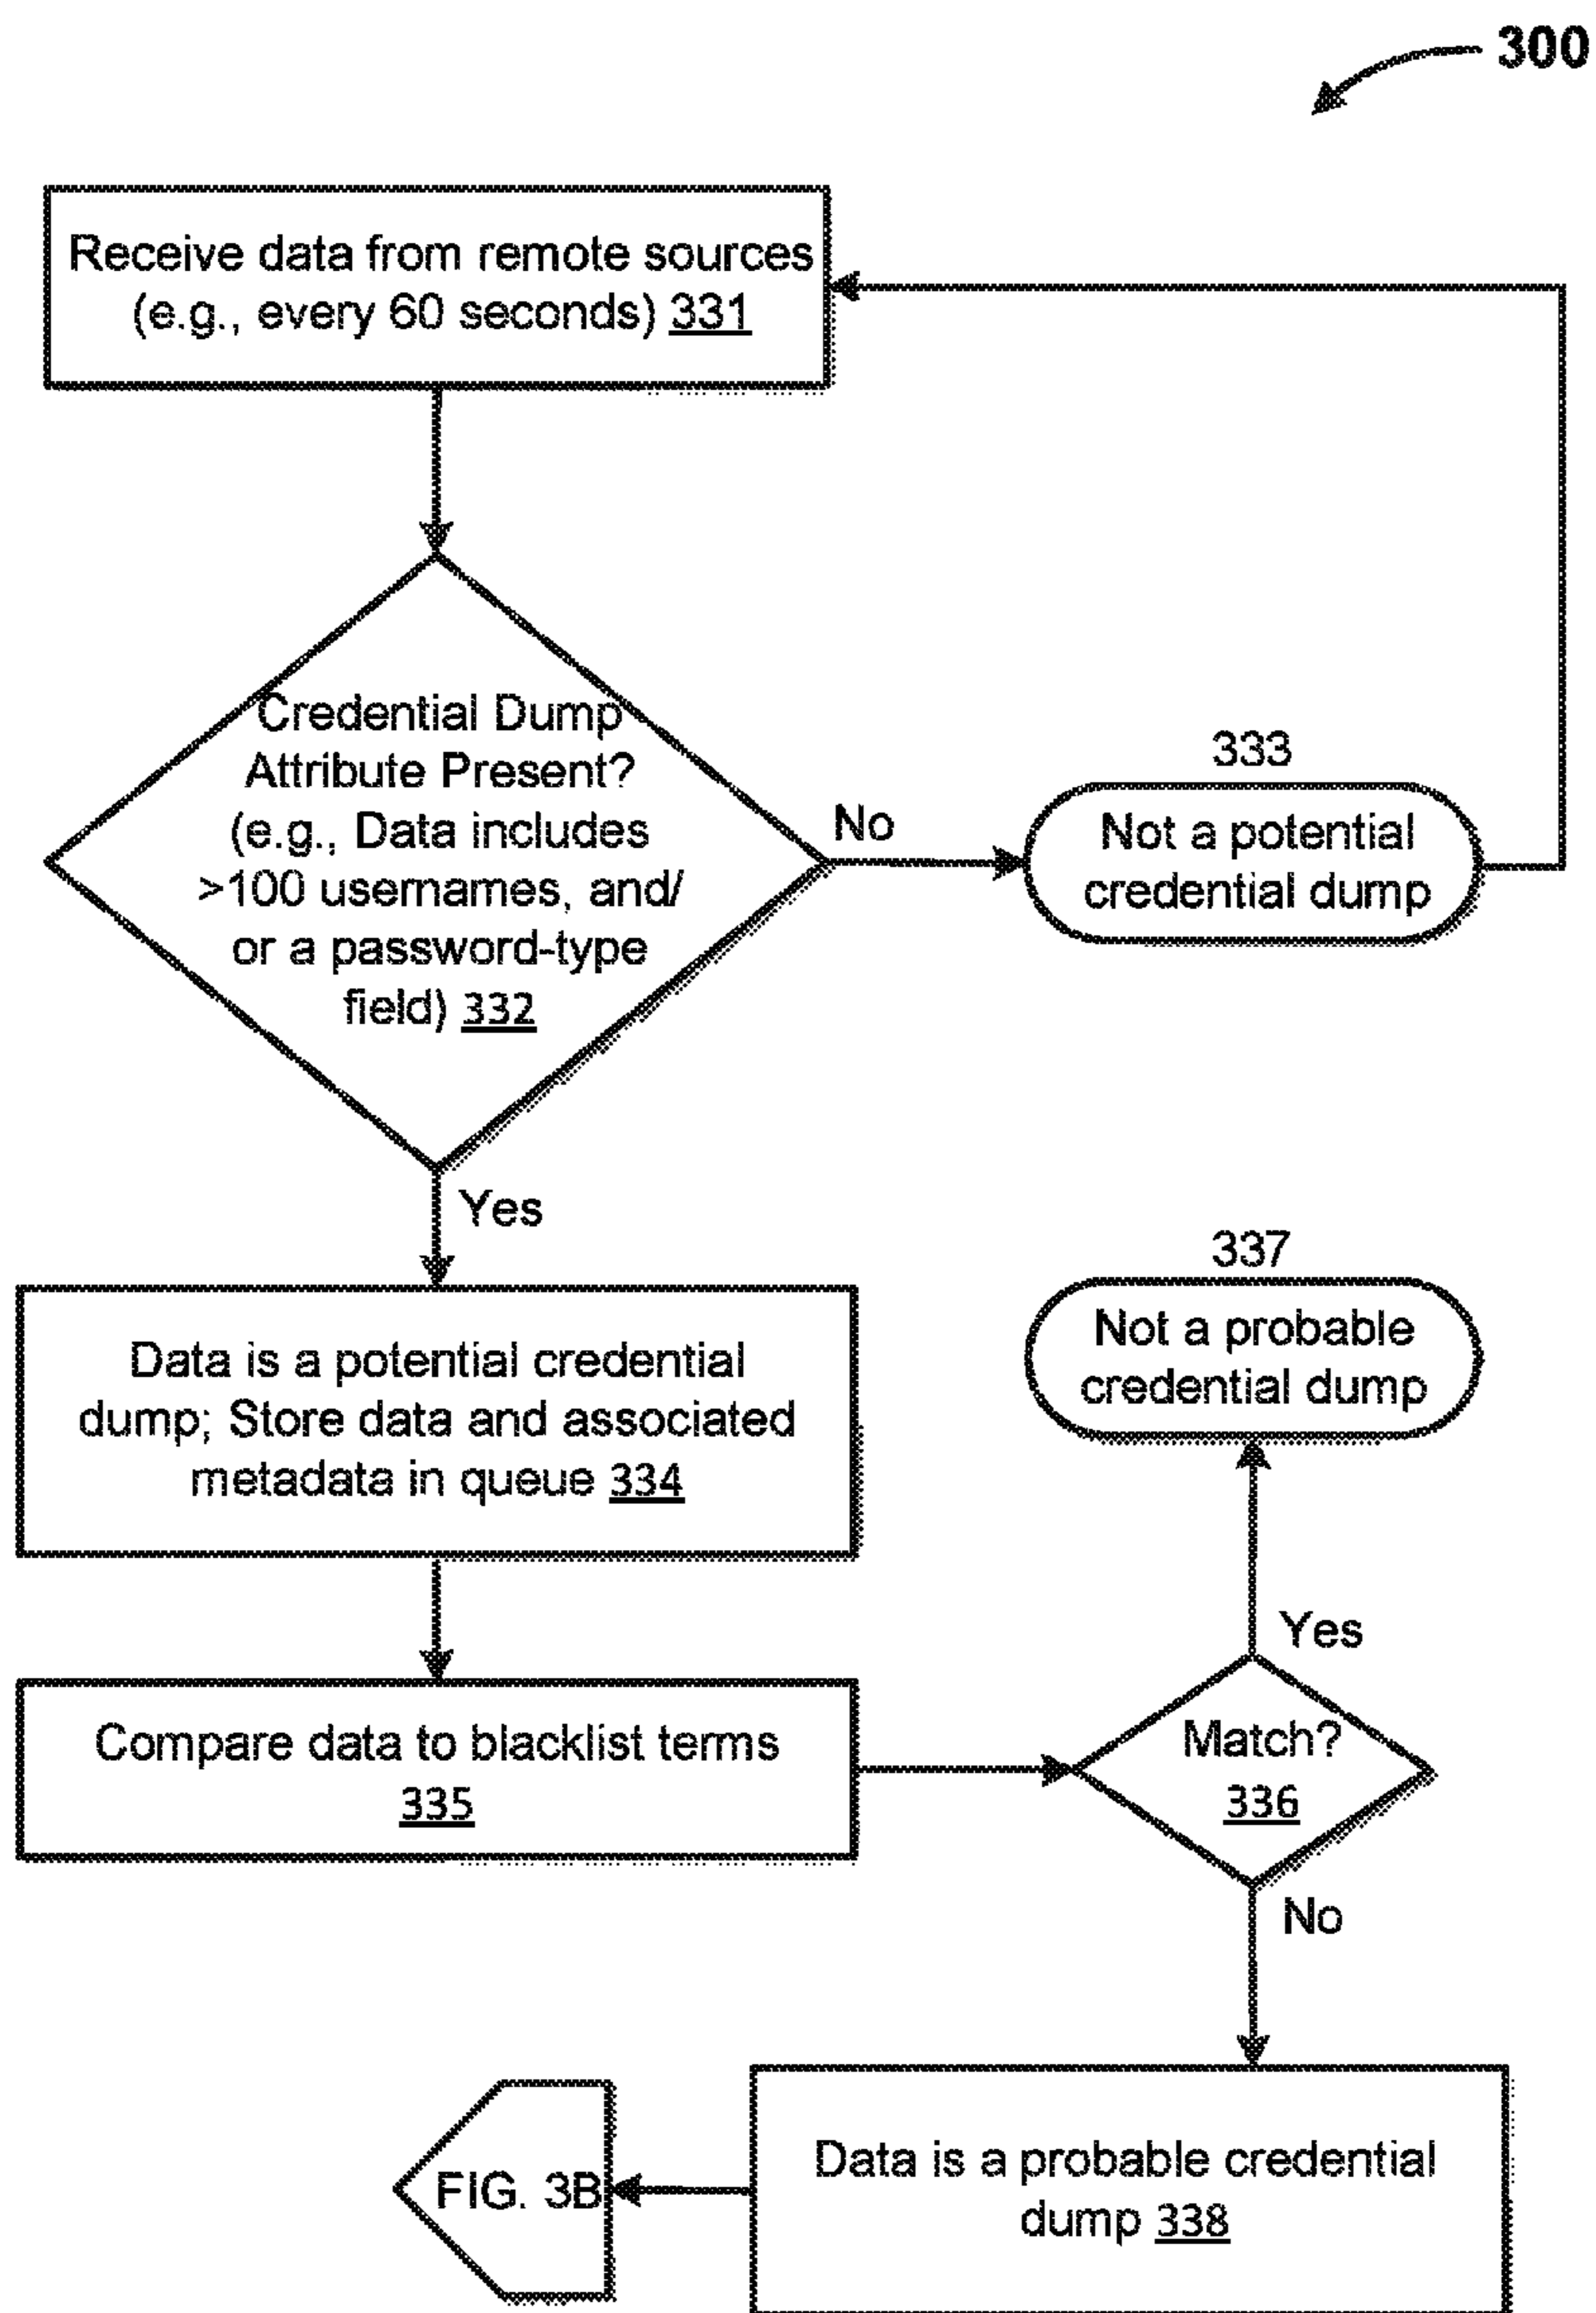 300
Receive data from remote sources
(e.g., every 60 seconds) 331
Credential Dump
Attribute Present?
(e.g., Data includes
>100 usernames, and/
or a password-type
field) 332
No
333
Not a potential
credential dump
Yes
Data is a potential credential
dump; Store data and associated
metadata in queue 334
337
Not a probable
credential dump
Yes
Compare data to blacklist terms
335
Match?
336
No
Data is a probable credential
dump 338
FIG. 3B